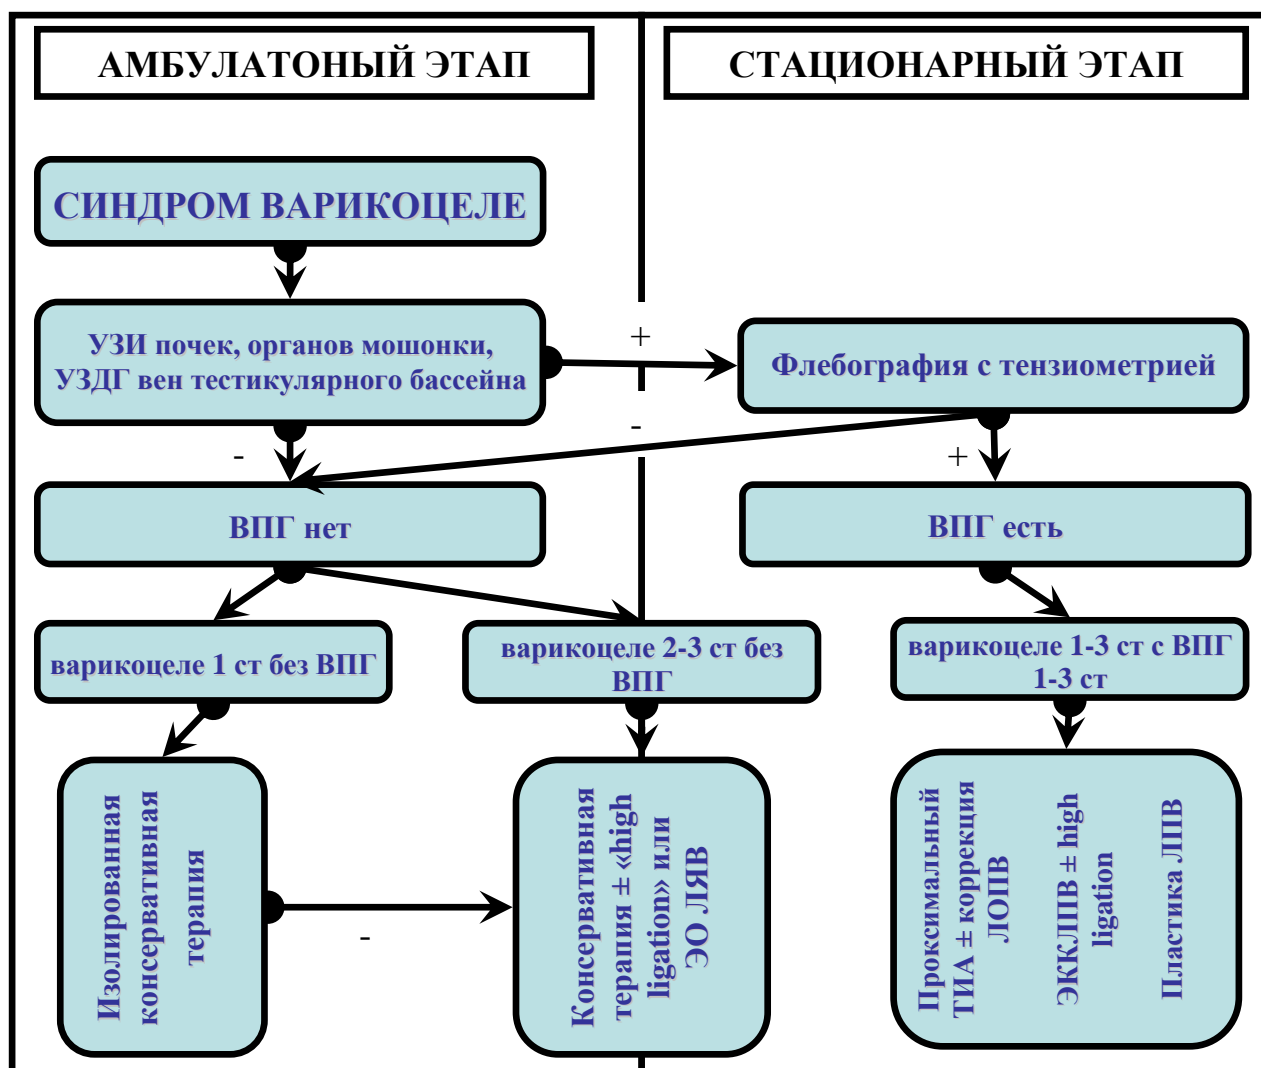 АМБУЛАТОНЫЙ ЭТАП
СТАЦИОНАРНЫЙ ЭТАП
СИНДРОМ ВАРИКОЦЕЛЕ
УЗИ почек, органов мошонки,
УЗДГ вен тестикулярного бассейна
+
Флебография с тензиометрией
-
-
+
ВПГ нет
ВПГ есть
варикоцеле 1 ст без ВПГ
варикоцеле 2-3 ст без
ВПГ
варикоцеле 1-3 ст с ВПГ
1-3 ст
Изолированная
консервативная
терапия
-
Консервативная
терапия ± «high
ligation» или
ЭО ЛЯВ
Проксимальный
ТИА ± коррекция
ЛОПВ
ЭККЛПВ ± high
ligation
Пластика ЛПВ